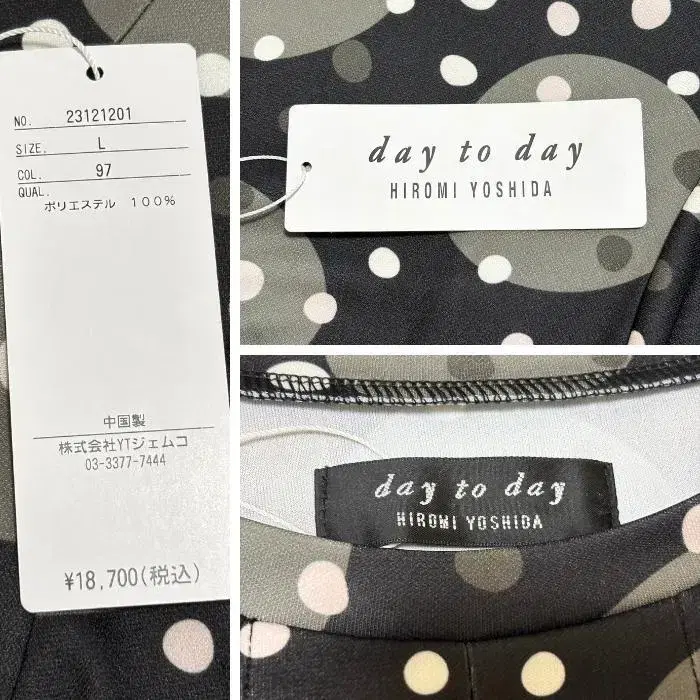 NO. 23121201
SIZE. L
COL. 97
QUAL.
ポリエステル 100%
中国製
株式会社YTジェムコ
03-3377-7444
¥18,700(税込)
day to day
HIROMI YOSHIDA
day to day
HIROMI YOSHIDA